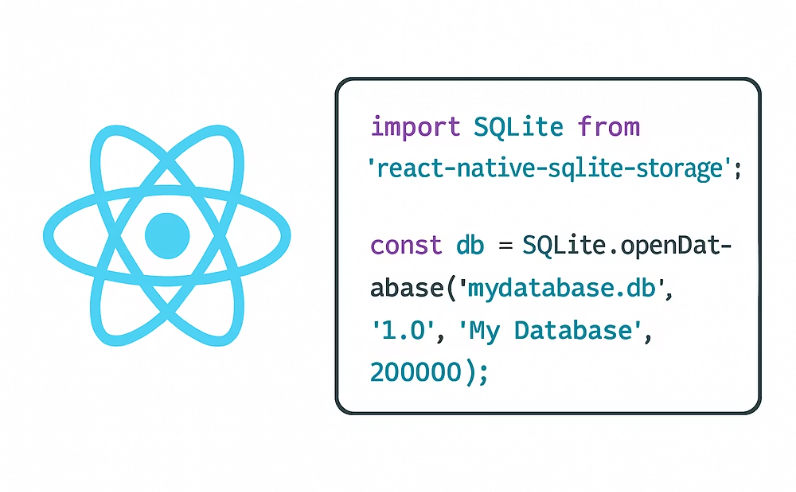 import SQLite from
'react-native-sqlite-storage';
const db = SQLite.openDat-
abase('mydatabase.db',
'1.0', 'My Database',
200000);